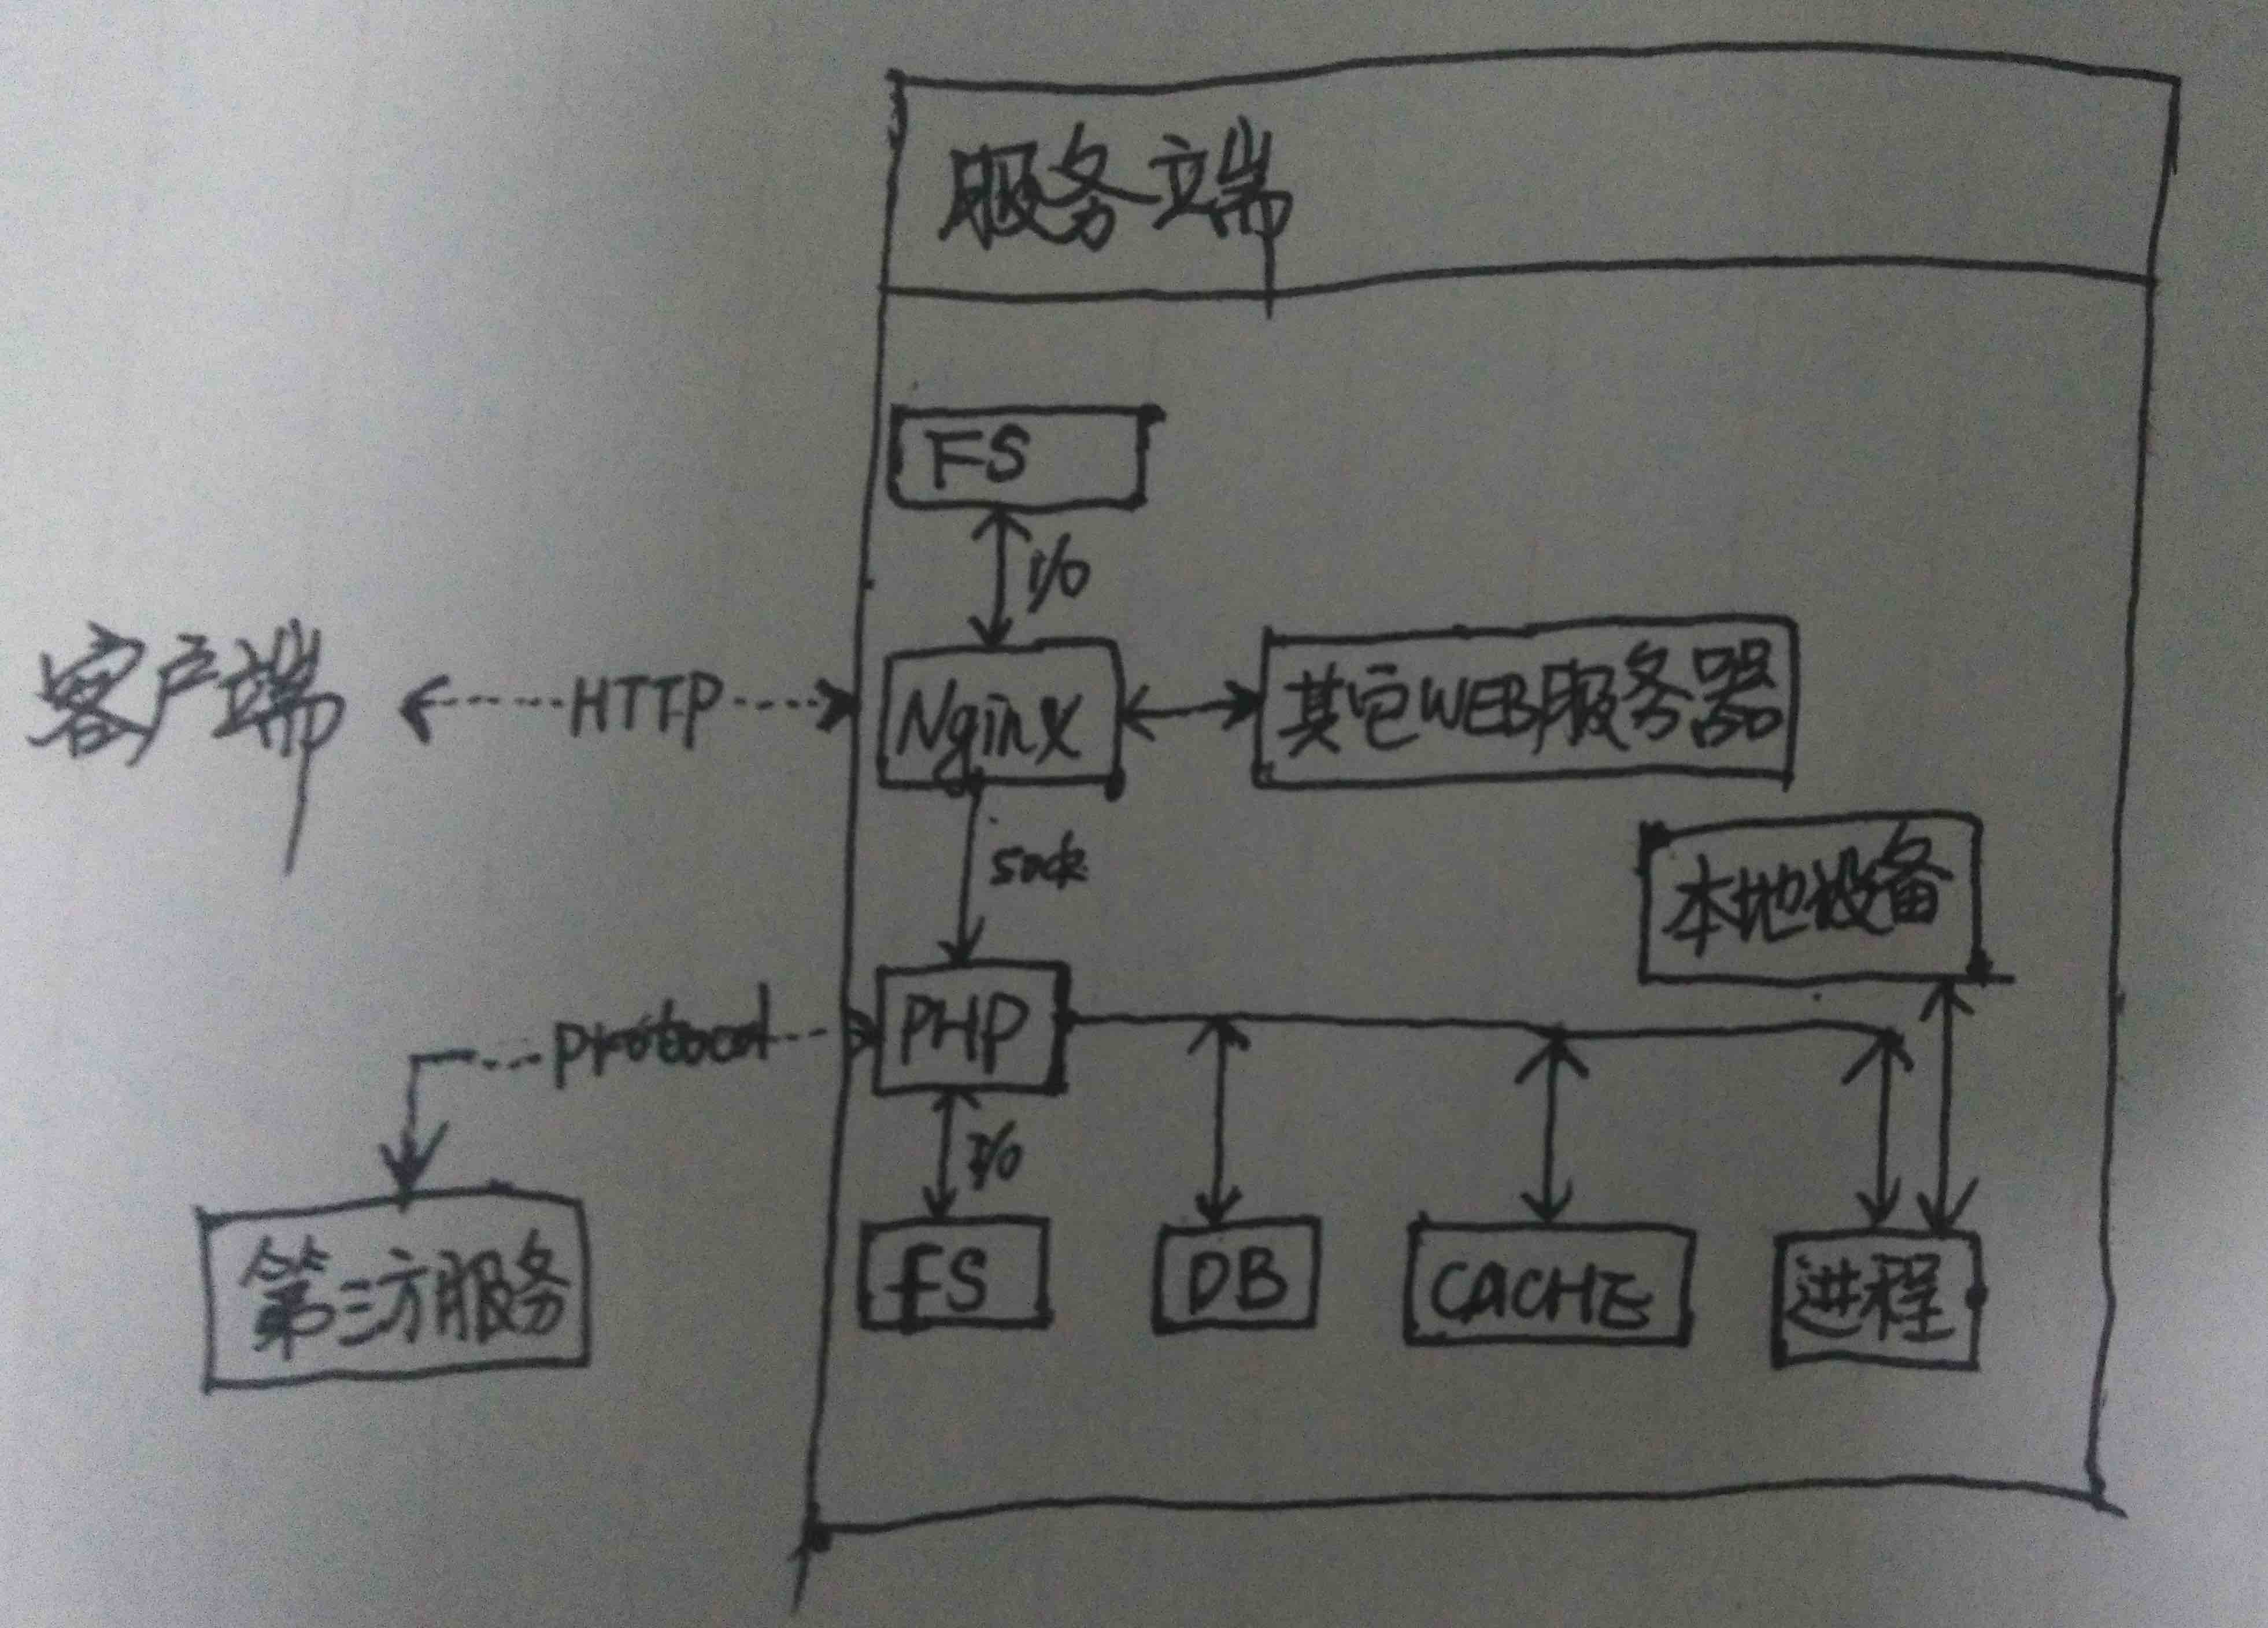 服务端
FS
I/O
客户端
HTTP
Nginx
其它WEB服务器
sock
本地设备
protocol
PHP
I/O
第三方服务
FS
DB
CACHE
进程